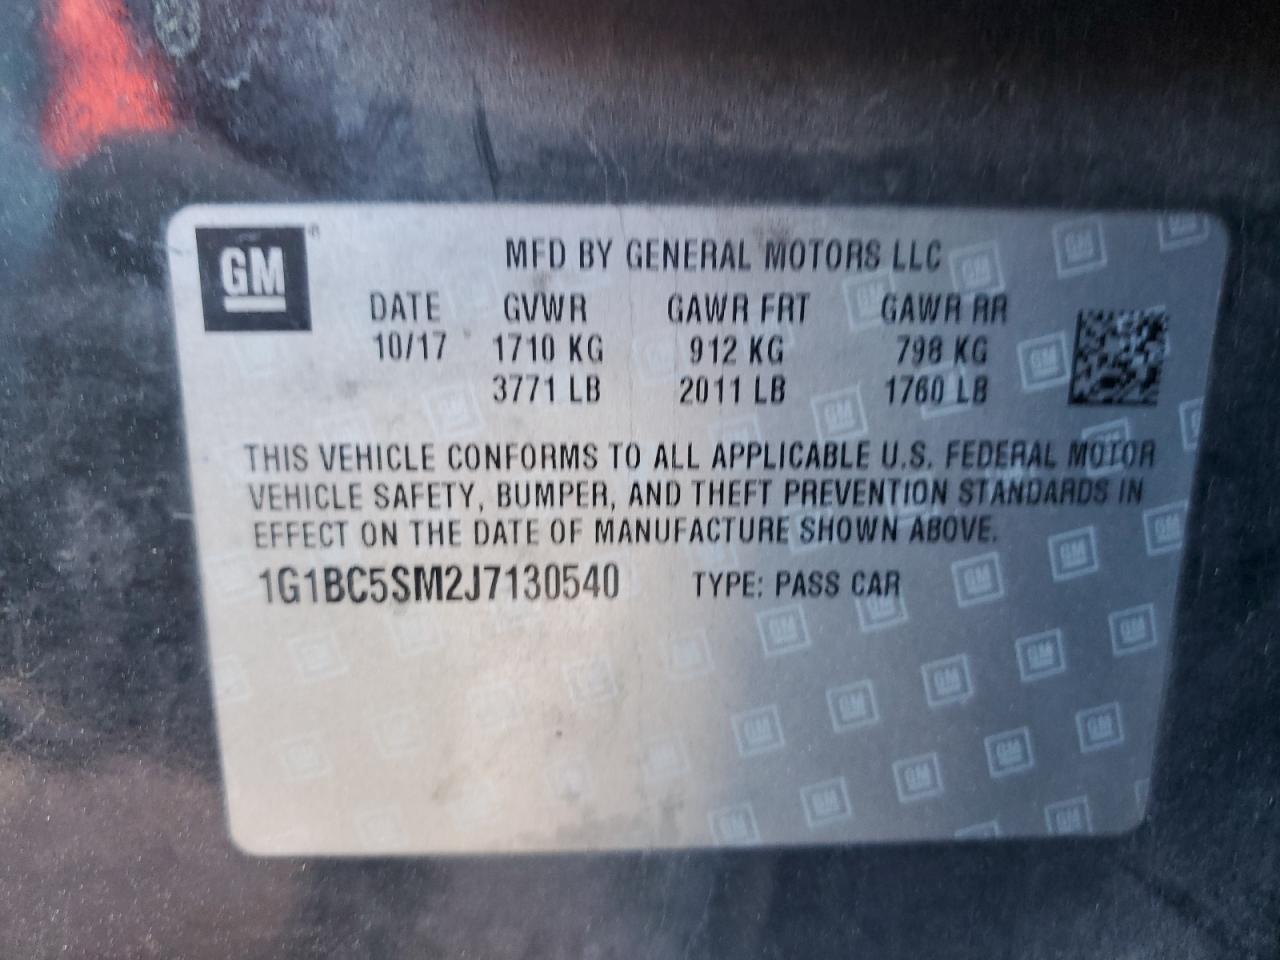 GM
MFD BY GENERAL MOTORS LLC
DATE GVWR GAWR FRT GAWR RR
10/17 1710 KG 912 KG 798 KG
3771 LB 2011 LB 1760 LB
THIS VEHICLE CONFORMS TO ALL APPLICABLE U.S. FEDERAL MOTOR
VEHICLE SAFETY, BUMPER, AND THEFT PREVENTION STANDARDS IN
EFFECT ON THE DATE OF MANUFACTURE SHOWN ABOVE.
1G1BC5SM2J7130540 TYPE: PASS CAR